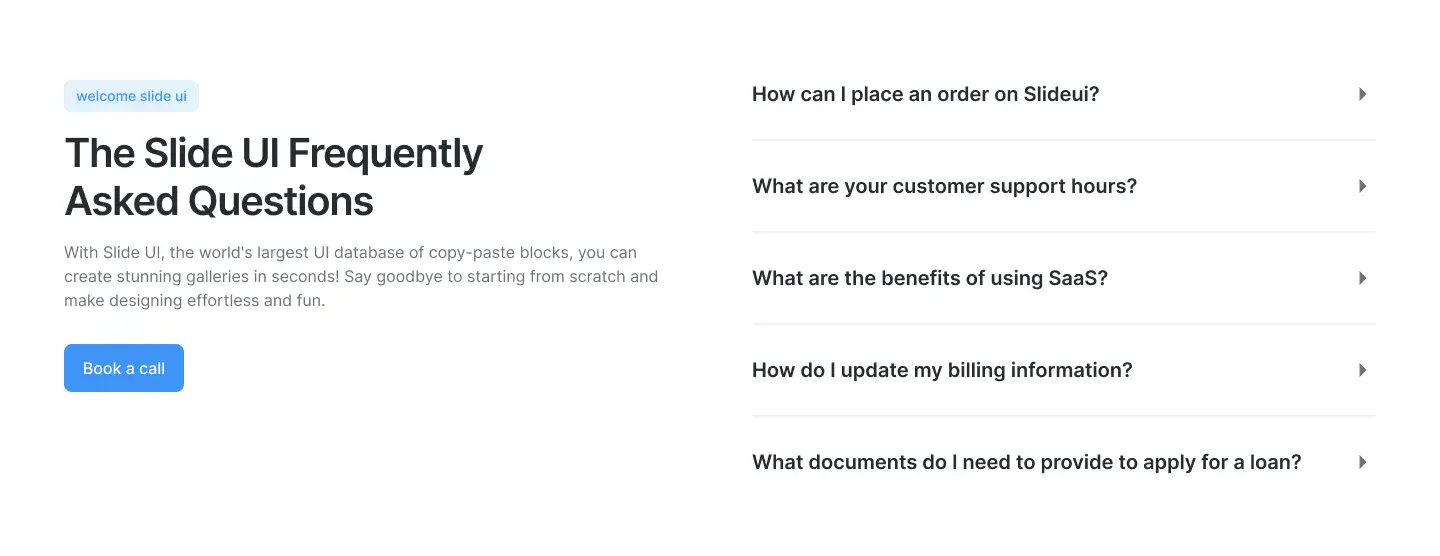 welcome slide ui
The Slide UI Frequently
Asked Questions
With Slide UI, the world's largest UI database of copy-paste blocks, you can
create stunning galleries in seconds! Say goodbye to starting from scratch and
make designing effortless and fun.
Book a call
How can I place an order on Slideui?
What are your customer support hours?
What are the benefits of using SaaS?
How do I update my billing information?
What documents do I need to provide to apply for a loan?